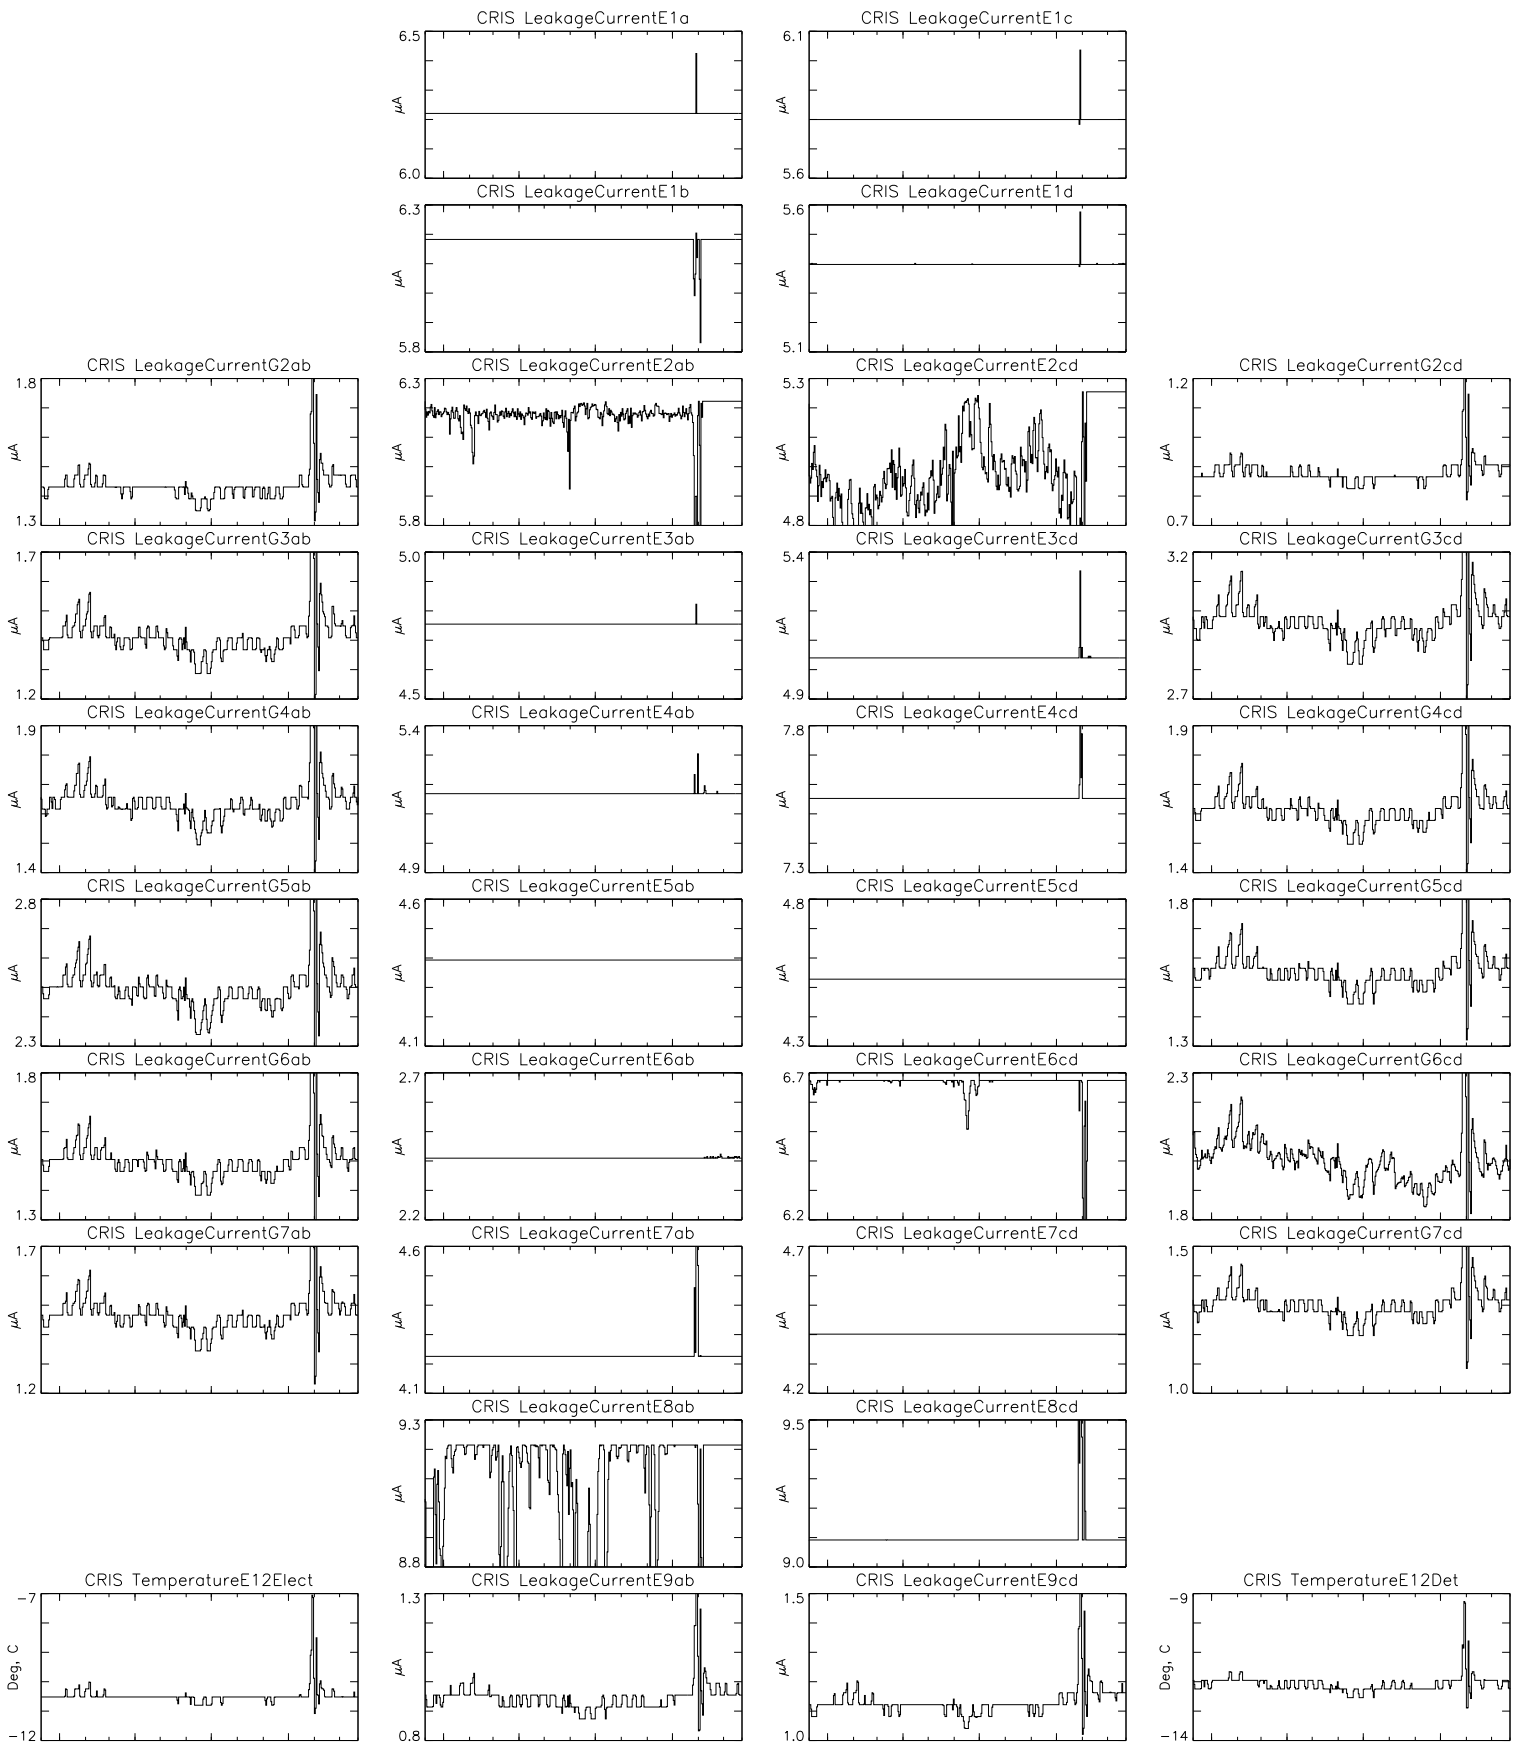 CRIS LeakageCurrentE1a CRIS LeakageCurrentE1c
6.5 6.1
μA μA
6.0 5.6
CRIS LeakageCurrentE1b CRIS LeakageCurrentE1d
6.3 5.6
μA μA
5.8 5.1
CRIS LeakageCurrentG2ab CRIS LeakageCurrentE2ab CRIS LeakageCurrentE2cd CRIS LeakageCurrentG2cd
1.8 6.3 5.3 1.2
μA μA μA μA
1.3 5.8 4.8 0.7
CRIS LeakageCurrentG3ab CRIS LeakageCurrentE3ab CRIS LeakageCurrentE3cd CRIS LeakageCurrentG3cd
1.7 5.0 5.4 3.2
μA μA μA μA
1.2 4.5 4.9 2.7
CRIS LeakageCurrentG4ab CRIS LeakageCurrentE4ab CRIS LeakageCurrentE4cd CRIS LeakageCurrentG4cd
1.9 5.4 7.8 1.9
μA μA μA μA
1.4 4.9 7.3 1.4
CRIS LeakageCurrentG5ab CRIS LeakageCurrentE5ab CRIS LeakageCurrentE5cd CRIS LeakageCurrentG5cd
2.8 4.6 4.8 1.8
μA μA μA μA
2.3 4.1 4.3 1.3
CRIS LeakageCurrentG6ab CRIS LeakageCurrentE6ab CRIS LeakageCurrentE6cd CRIS LeakageCurrentG6cd
1.8 2.7 6.7 2.3
μA μA μA μA
1.3 2.2 6.2 1.8
CRIS LeakageCurrentG7ab CRIS LeakageCurrentE7ab CRIS LeakageCurrentE7cd CRIS LeakageCurrentG7cd
1.7 4.6 4.7 1.5
μA μA μA μA
1.2 4.1 4.2 1.0
CRIS LeakageCurrentE8ab CRIS LeakageCurrentE8cd
9.3 9.5
μA μA
8.8 9.0
CRIS TemperatureE12Elect CRIS LeakageCurrentE9ab CRIS LeakageCurrentE9cd CRIS TemperatureE12Det
-7 1.3 1.5 -9
Deg, C μA μA Deg, C
-12 0.8 1.0 -14